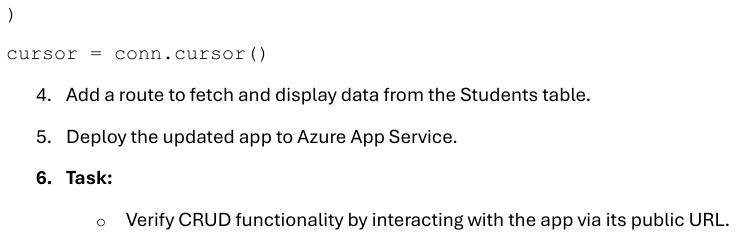 )
cursor = conn.cursor()
4. Add a route to fetch and display data from the Students table.
5. Deploy the updated app to Azure App Service.
6. Task:
o Verify CRUD functionality by interacting with the app via its public URL.